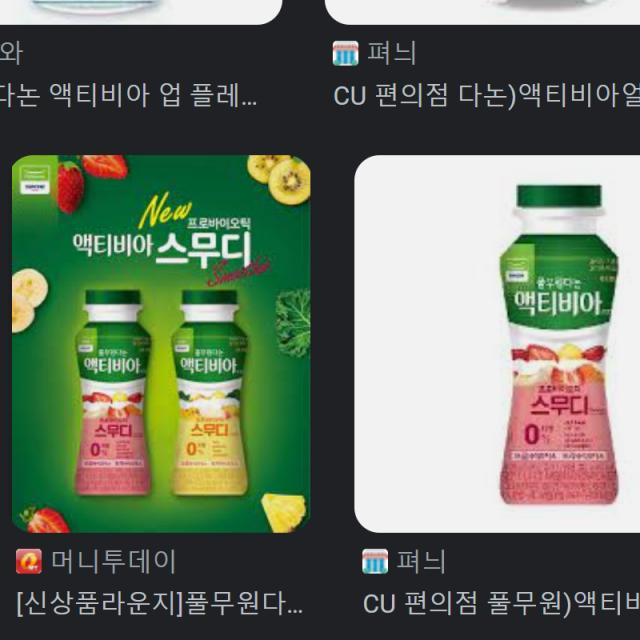 와
다논 액티비아 업 플레...
펴늬
CU 편의점 다논)액티비아얼
New
프로바이오틱
액티비아 스무디
Smoothie
풀무원다논
액티비아
스무디
0
풀무원다논
액티비아
스무디
0
풀무원다논
액티비아
프로바이오틱
스무디
0
머니투데이
[신상품라운지]풀무원다...
펴늬
CU 편의점 풀무원)액티비